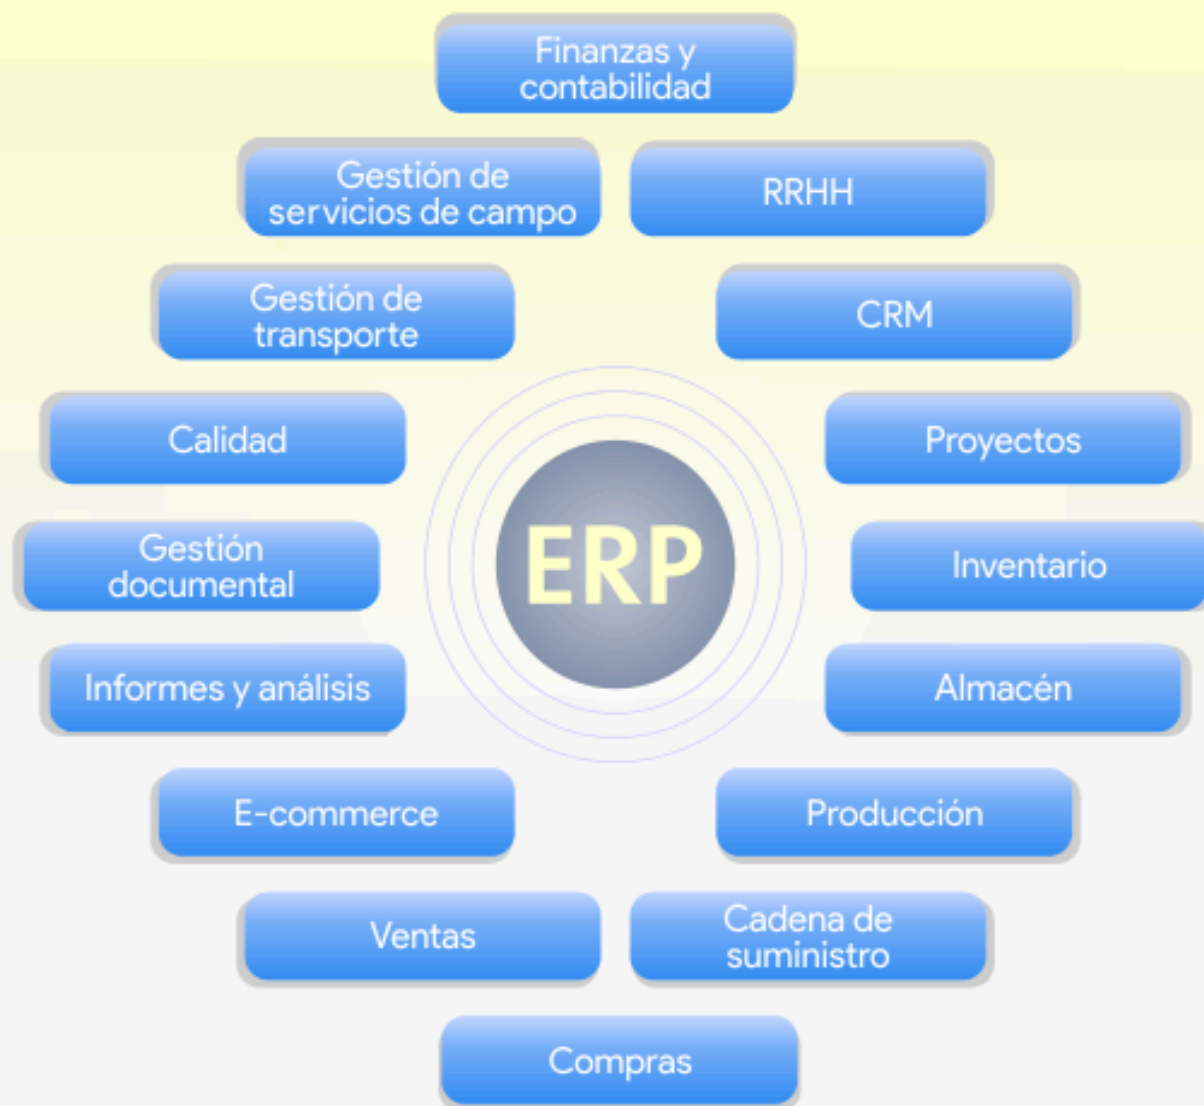 Finanzas y
contabilidad
Gestión de
servicios de campo
RRHH
Gestión de
transporte
CRM
Calidad
Proyectos
ERP
Gestión
documental
Inventario
Informes y análisis
Almacén
E-commerce
Producción
Ventas
Cadena de
suministro
Compras